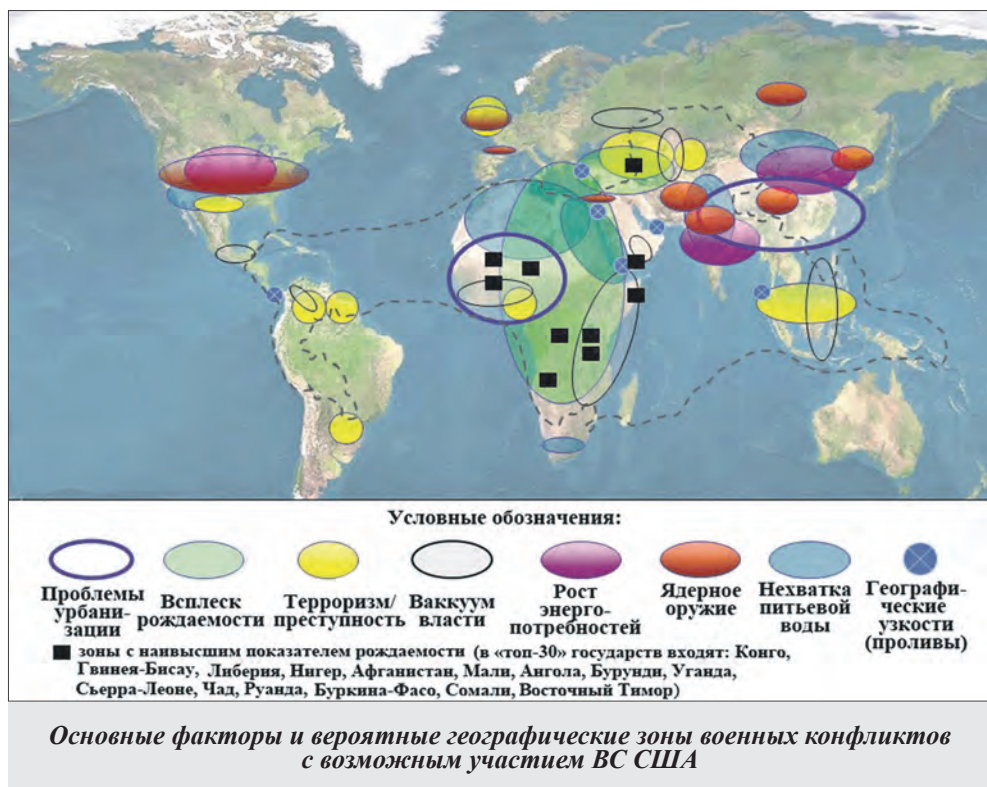 Условные обозначения:
Проблемы урбани-зации
Всплеск рождаемости
Терроризм/преступность
Ваккуум власти
Рост энерго-потребностей
Ядерное оружие
Нехватка питьевой воды
Географи-ческие узкости (проливы)
зоны с наивысшим показателем рождаемости (в «топ-30» государств входят: Конго,
Гвинея-Бисау, Либерия, Нигер, Афганистан, Мали, Ангола, Бурунди, Уганда,
Сьерра-Леоне, Чад, Руанда, Буркина-Фасо, Сомали, Восточный Тимор)
Основные факторы и вероятные географические зоны военных конфликтов
с возможным участием ВС США